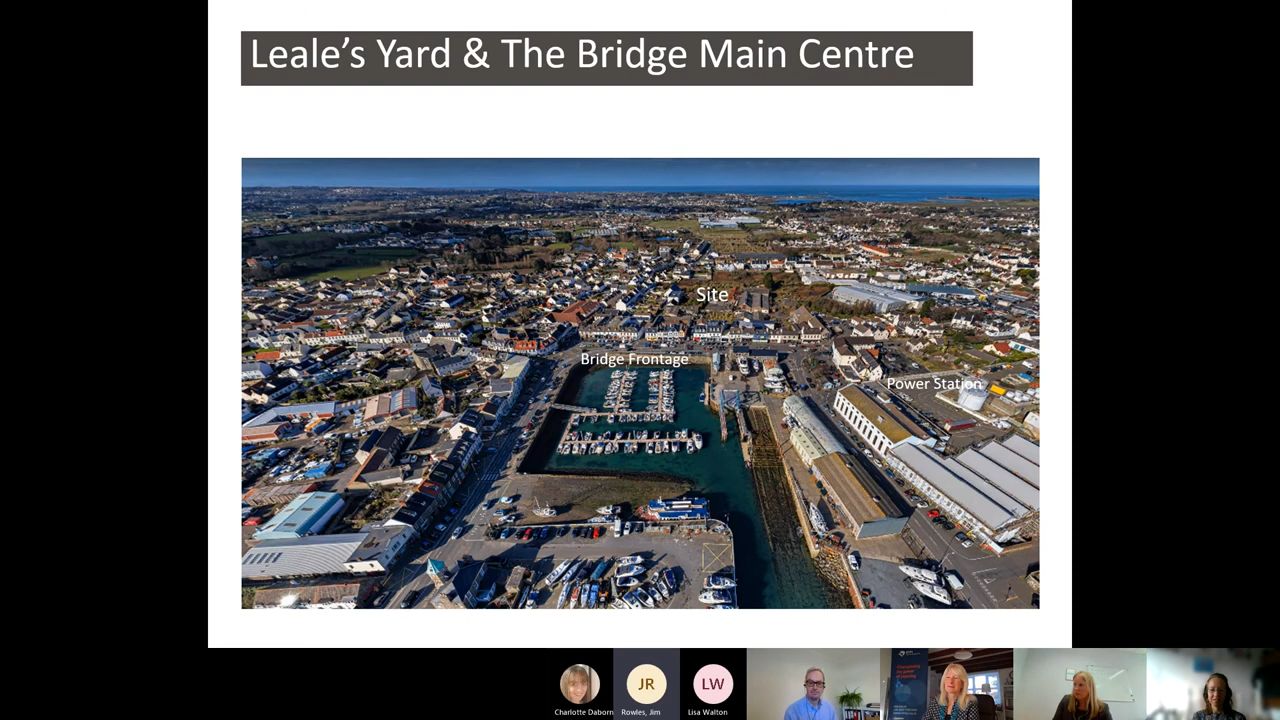 Leale’s Yard & The Bridge Main Centre
Site
Bridge Frontage
Power Station
JR
LW
Charlotte Daborn
Rowles, Jim
Lisa Walton